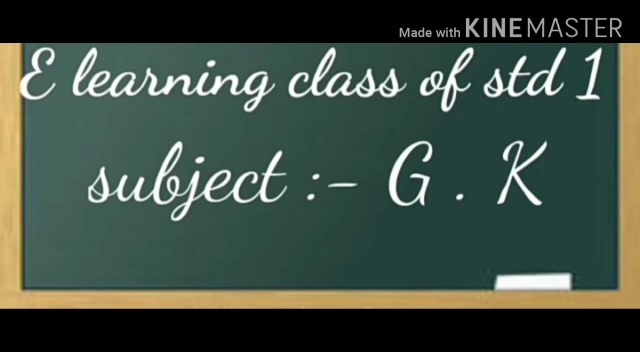 Made with KINEMASTER
E learning class of std 1
subject :- G . K